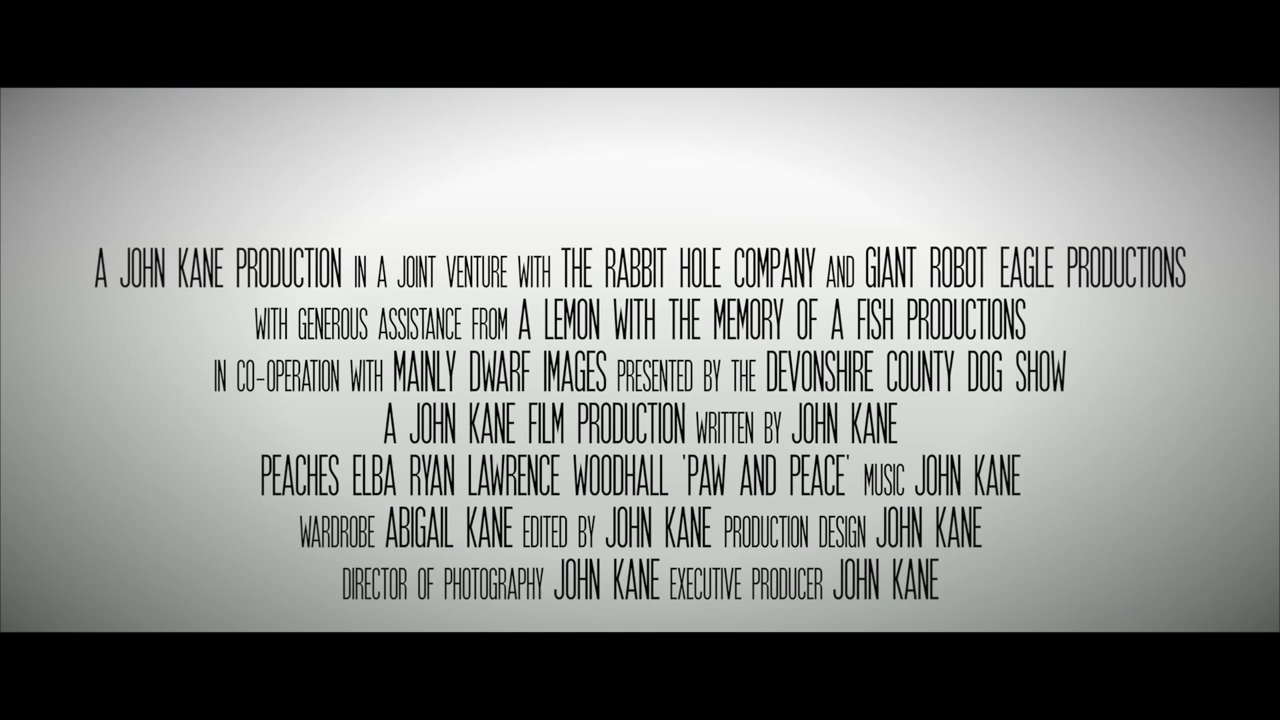 A JOHN KANE PRODUCTION IN A JOINT VENTURE WITH THE RABBIT HOLE COMPANY AND GIANT ROBOT EAGLE PRODUCTIONS
WITH GENEROUS ASSISTANCE FROM A LEMON WITH THE MEMORY OF A FISH PRODUCTIONS
IN CO-OPERATION WITH MAINLY DWARF IMAGES PRESENTED BY THE DEVONSHIRE COUNTY DOG SHOW
A JOHN KANE FILM PRODUCTION WRITTEN BY JOHN KANE
PEACHES ELBA RYAN LAWRENCE WOODHALL 'PAW AND PEACE' MUSIC JOHN KANE
WARDROBE ABIGAIL KANE EDITED BY JOHN KANE PRODUCTION DESIGN JOHN KANE
DIRECTOR OF PHOTOGRAPHY JOHN KANE EXECUTIVE PRODUCER JOHN KANE